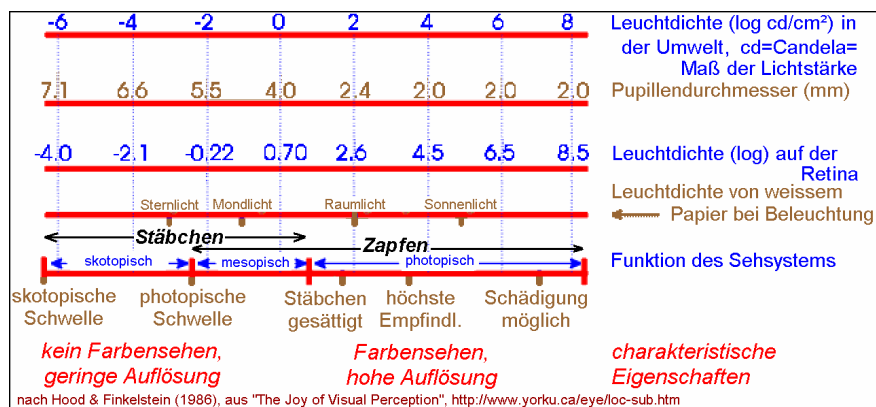 -6 -4 -2 0 2 4 6 8
Leuchtdichte (log cd/cm²) in
der Umwelt, cd=Candela=
Maß der Lichtstärke
7.1 6.6 5.5 4.0 2.4 2.0 2.0 2.0
Pupillendurchmesser (mm)
-4.0 -2.1 -0.22 0.70 2.6 4.5 6.5 8.5
Leuchtdichte (log) auf der
Retina
Sternlicht Mondlicht Raumlicht Sonnenlicht
Leuchtdichte von weissem
Papier bei Beleuchtung
Stäbchen Zapfen
skotopisch mesopisch photopisch
Funktion des Sehsystems
skotopische photopische Stäbchen höchste Schädigung
Schwelle Schwelle gesättigt Empfindl. möglich
kein Farbensehen, Farbensehen, charakteristische
geringe Auflösung hohe Auflösung Eigenschaften
nach Hood & Finkelstein (1986), aus "The Joy of Visual Perception", http://www.yorku.ca/eye/loc-sub.htm